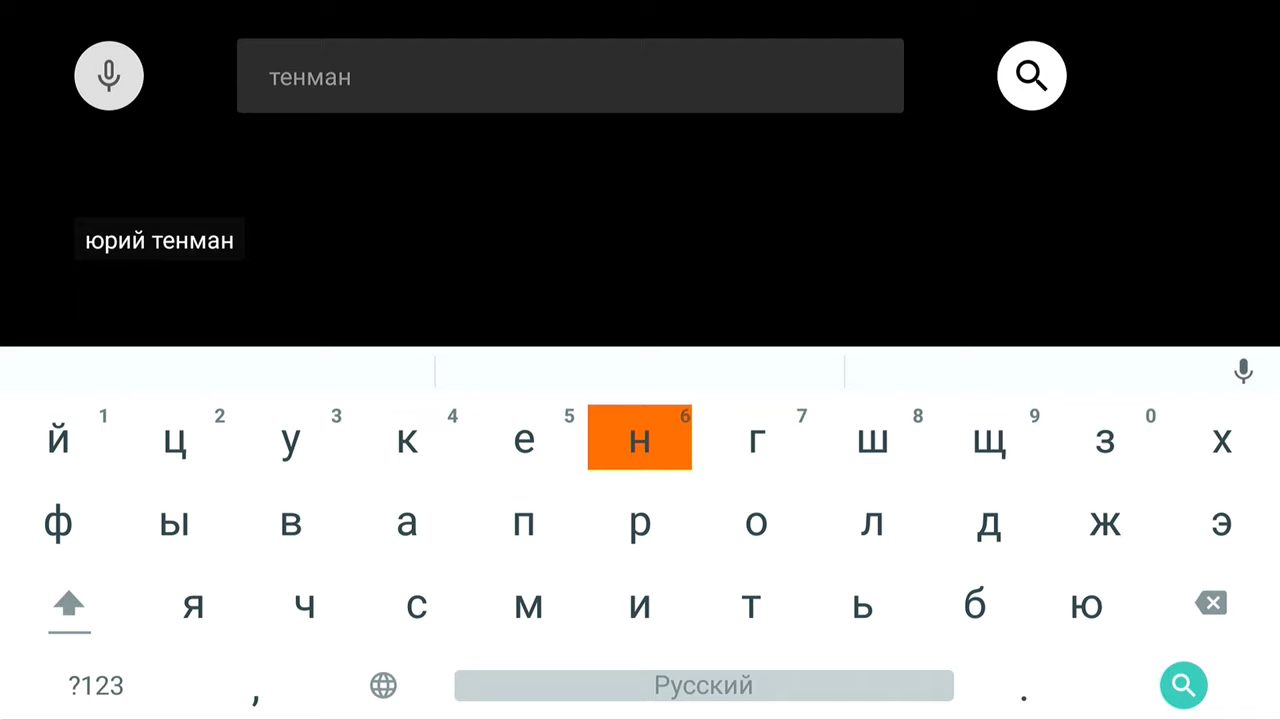 тенман
юрий тенман
1 2 3 4 5 6 7 8 9 0
й ц у к е н г ш щ з х
ф ы в а п р о л д ж э
я ч с м и т ь б ю
?123 , Русский .